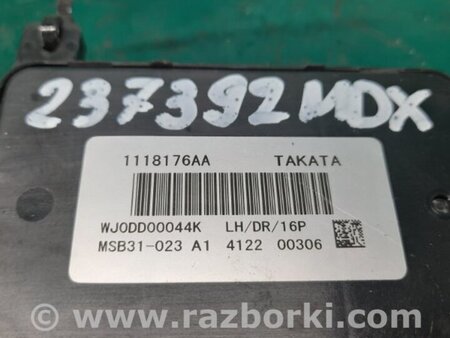 237392 MDX
1118176AA TAKATA
WJ0DD00044K LH/DR/16P
MSB31-023 A1 4122 00306
www.razborki.com